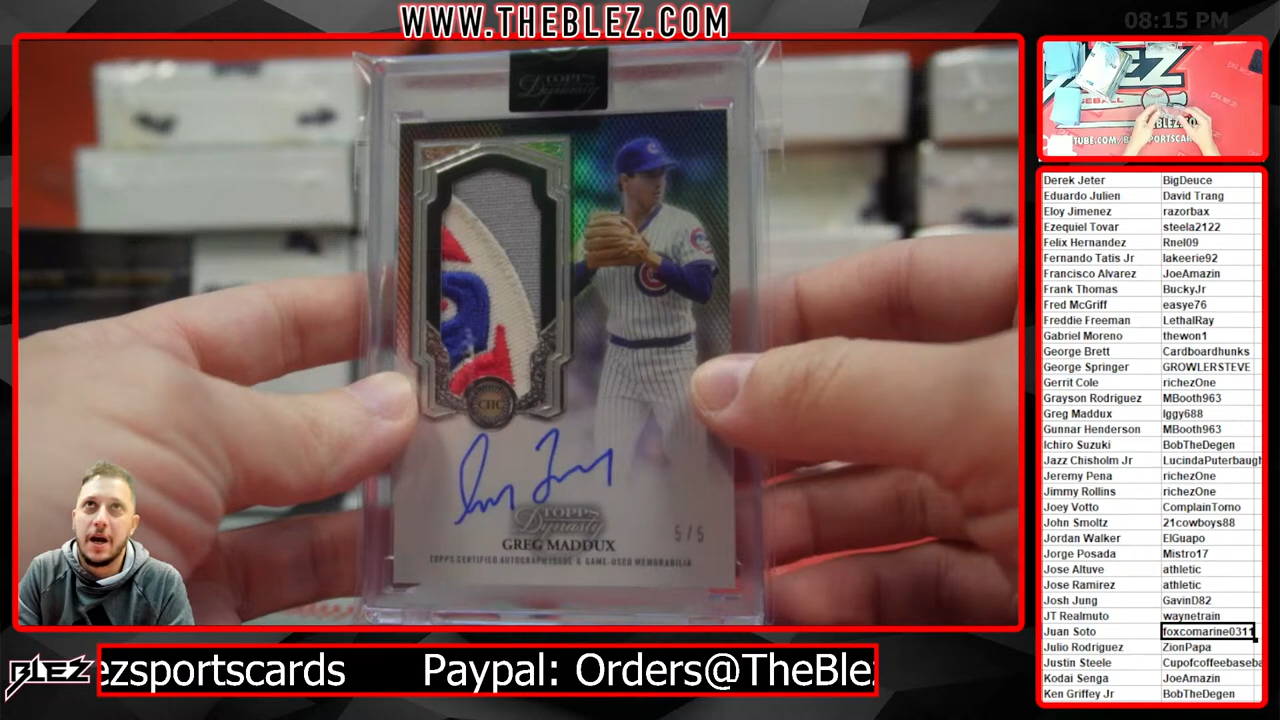 WWW.THEBLEZ.COM
08:15 PM
TOPPS
Dynasty
CHC
TOPPS
Dynasty
GREG MADDUX
5/5
TOPPS CERTIFIED AUTOGRAPH ISSUE & GAME-USED MEMORABILIA
BLEZ
BASEBALL
Derek Jeter BigDeuce
Eduardo Julien David Trang
Eloy Jimenez razorbax
Ezequiel Tovar steela2122
Felix Hernandez Rnel09
Fernando Tatis Jr lakeerie92
Francisco Alvarez JoeAmazin
Frank Thomas BuckyJr
Fred McGriff easye76
Freddie Freeman LethalRay
Gabriel Moreno thewon1
George Brett Cardboardhunks
George Springer GROWLERSTEVE
Gerrit Cole richezOne
Grayson Rodriguez MBooth963
Greg Maddux Iggy688
Gunnar Henderson MBooth963
Ichiro Suzuki BobTheDegen
Jazz Chisholm Jr LucindaPuterbaugh
Jeremy Pena richezOne
Jimmy Rollins richezOne
Joey Votto ComplainTomo
John Smoltz 21cowboys88
Jordan Walker ElGuapo
Jorge Posada Mistro17
Jose Altuve athletic
Jose Ramirez athletic
Josh Jung GavinD82
JT Realmuto waynetrain
Juan Soto foxcomarine0311
Julio Rodriguez ZionPapa
Justin Steele Cupofcoffeeseba
Kodai Senga JoeAmazin
Ken Griffey Jr BobTheDegen
BLEZ
ezsportscards Paypal: Orders@TheBlez